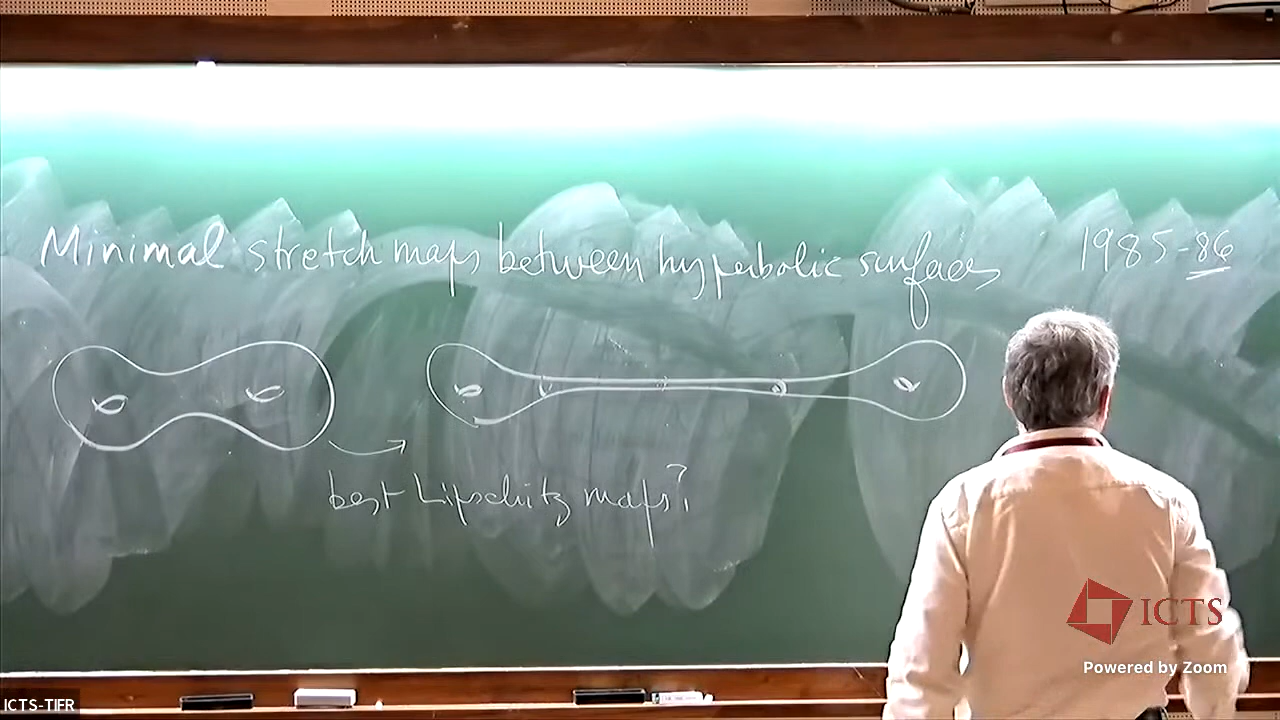 Minimal stretch maps between hyperbolic surfaces 1985-86
best Lipschitz maps?
ICTS
Powered by Zoom
ICTS-TIFR